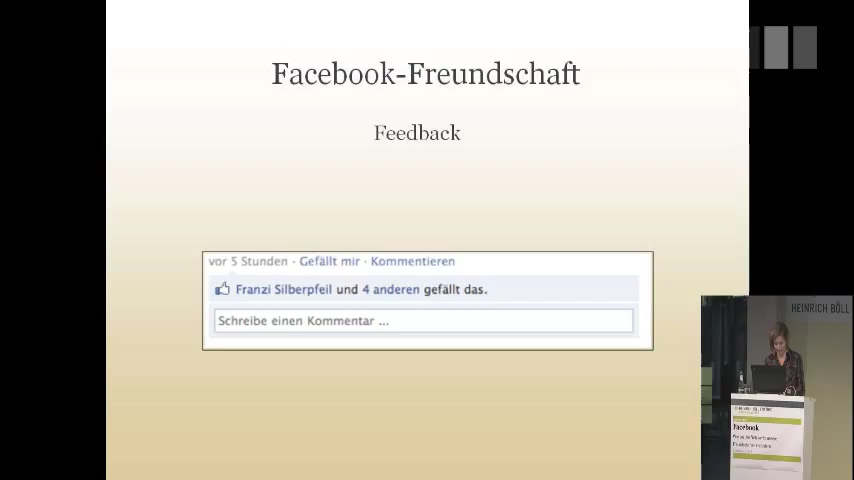 Facebook-Freundschaft
Feedback
vor 5 Stunden · Gefällt mir · Kommentieren
Franzi Silberpfeil und 4 anderen gefällt das.
Schreibe einen Kommentar ...
HEINRICH BÖLL
Facebook